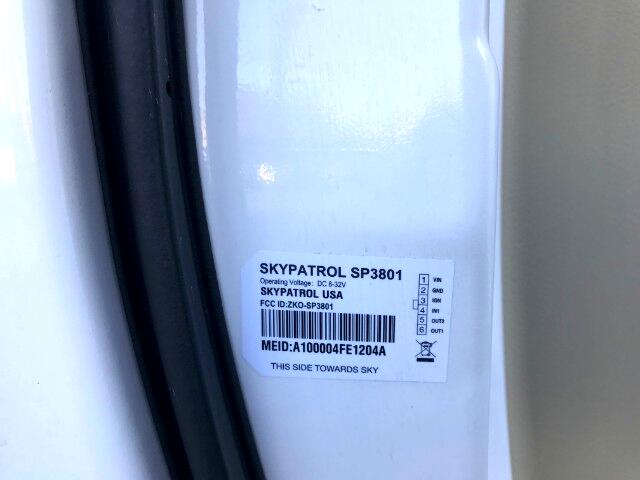 SKYPATROL SP3801
Operating Voltage: DC 8-32V
SKYPATROL USA
FCC ID:ZKO-SP3801
MEID:A100004FE1204A
THIS SIDE TOWARDS SKY
1 VIN
2 GND
3 IGN
4 IN1
5 OUT2
6 OUT1